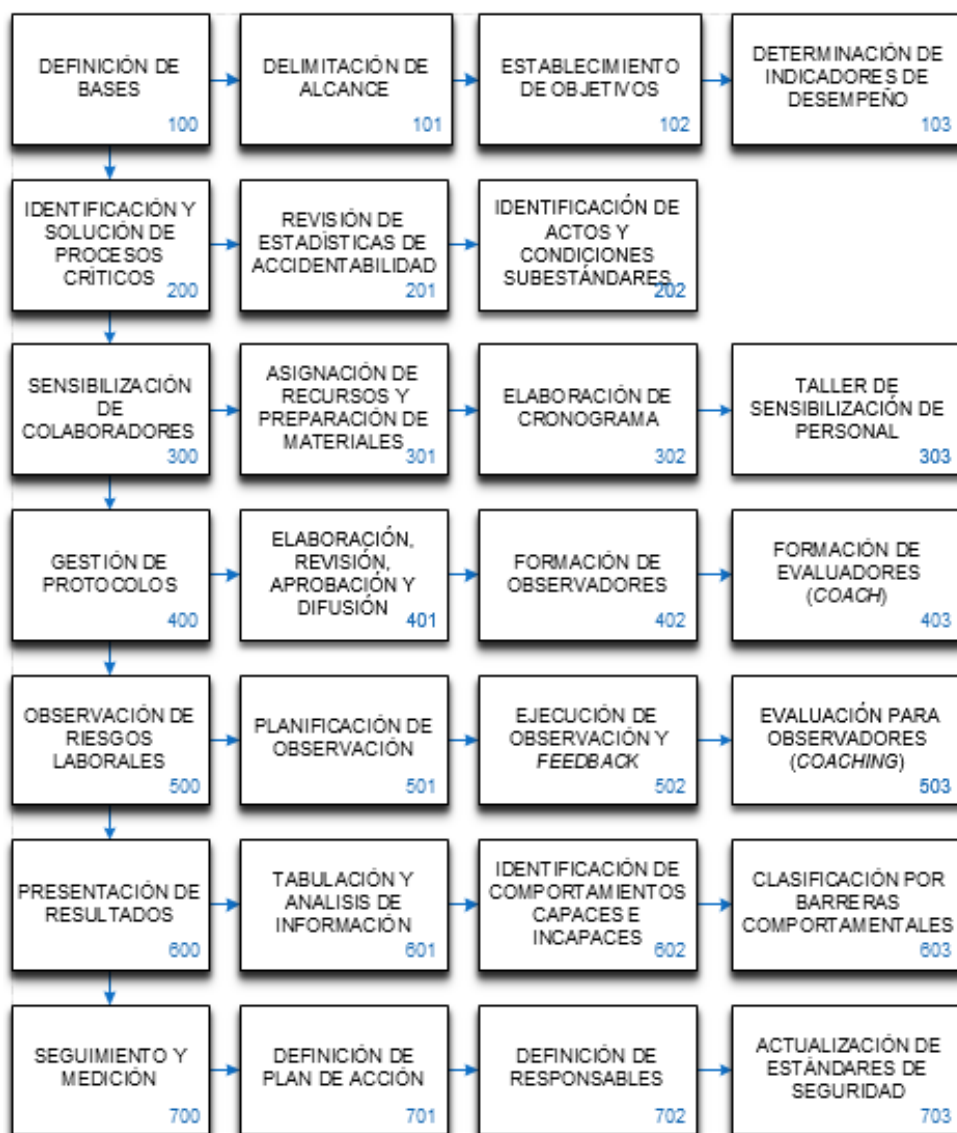 DEFINICIÓN DE
BASES
100
DELIMITACIÓN DE
ALCANCE
101
ESTABLECIMIENTO
DE OBJETIVOS
102
DETERMINACIÓN DE
INDICADORES DE
DESEMPEÑO
103
IDENTIFICACIÓN Y
SOLUCIÓN DE
PROCESOS
CRÍTICOS
200
REVISIÓN DE
ESTADÍSTICAS DE
ACCIDENTABILIDAD
201
IDENTIFICACIÓN DE
ACTOS Y
CONDICIONES
SUBESTÁNDARES
202
SENSIBILIZACIÓN
DE
COLABORADORES
300
ASIGNACIÓN DE
RECURSOS Y
PREPARACIÓN DE
MATERIALES
301
ELABORACIÓN DE
CRONOGRAMA
302
TALLER DE
SENSIBILIZACIÓN DE
PERSONAL
303
GESTIÓN DE
PROTOCOLOS
400
ELABORACIÓN,
REVISIÓN,
APROBACIÓN Y
DIFUSIÓN
401
FORMACIÓN DE
OBSERVADORES
402
FORMACIÓN DE
EVALUADORES
(COACH)
403
OBSERVACIÓN DE
RIESGOS
LABORALES
500
PLANIFICACIÓN DE
OBSERVACIÓN
501
EJECUCIÓN DE
OBSERVACIÓN Y
FEEDBACK
502
EVALUACIÓN PARA
OBSERVADORES
(COACHING)
503
PRESENTACIÓN DE
RESULTADOS
600
TABULACIÓN Y
ANALISIS DE
INFORMACIÓN
601
IDENTIFICACIÓN DE
COMPORTAMIENTOS
CAPACES E
INCAPACES
602
CLASIFICACIÓN POR
BARRERAS
COMPORTAMENTALES
603
SEGUIMIENTO Y
MEDICIÓN
700
DEFINICIÓN DE
PLAN DE ACCIÓN
701
DEFINICIÓN DE
RESPONSABLES
702
ACTUALIZACIÓN DE
ESTÁNDARES DE
SEGURIDAD
703